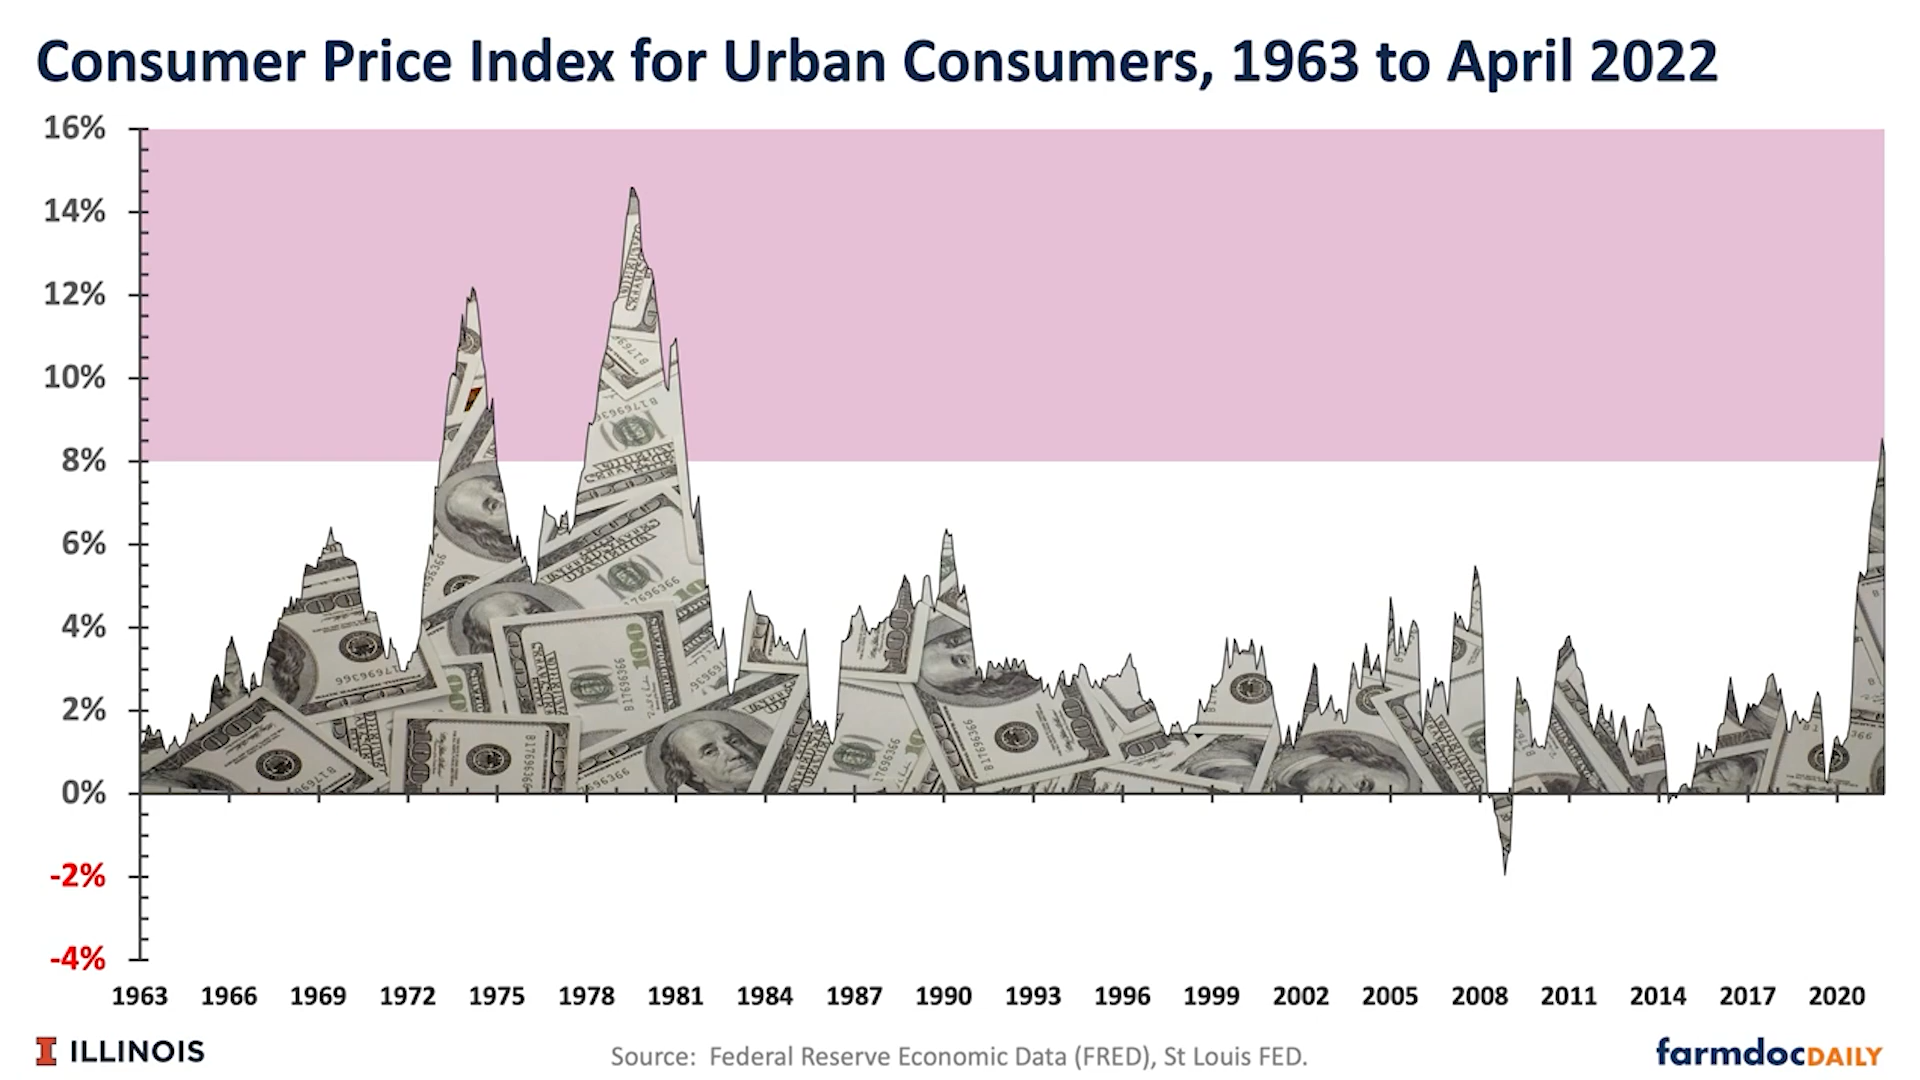 Consumer Price Index for Urban Consumers, 1963 to April 2022
16%
14%
12%
10%
8%
6%
4%
2%
0%
-2%
-4%
1963 1966 1969 1972 1975 1978 1981 1984 1987 1990 1993 1996 1999 2002 2005 2008 2011 2014 2017 2020
I ILLINOIS
Source: Federal Reserve Economic Data (FRED), St Louis FED.
farmdocDAILY